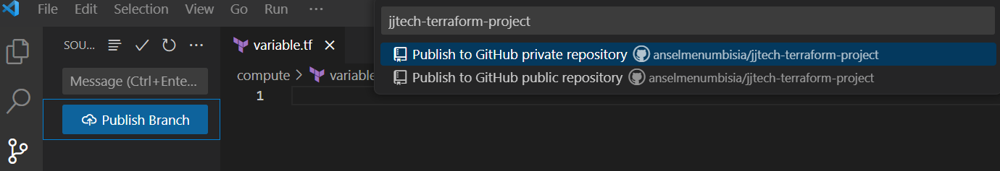 File Edit Selection View Go Run ···
jjtech-terraform-project
SOU...
variable.tf
Publish to GitHub private repository anselmenumbisia/jjtech-terraform-project
Message (Ctrl+Ente...
compute > variable
Publish to GitHub public repository anselmenumbisia/jjtech-terraform-project
1
Publish Branch